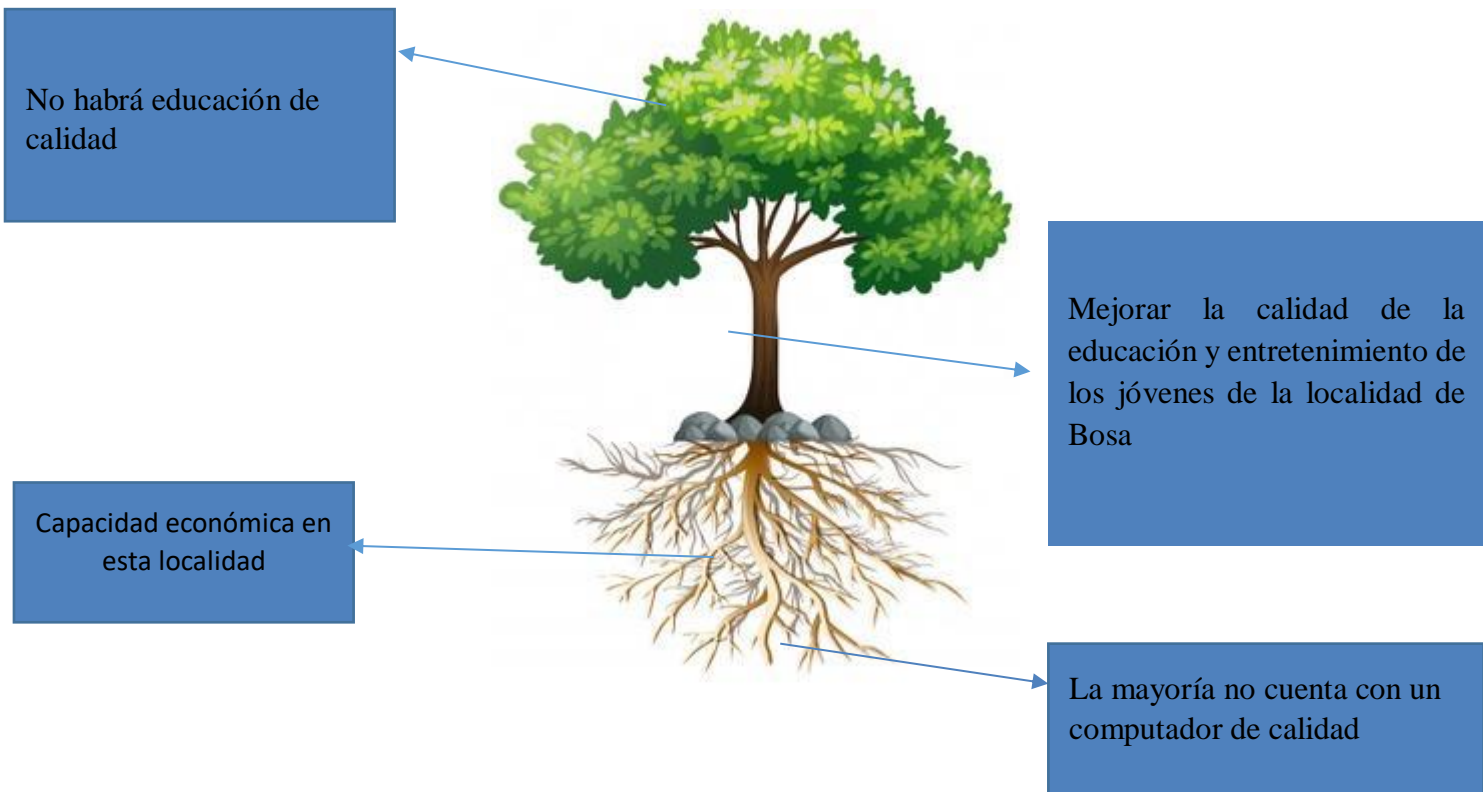 No habrá educación de
calidad
Mejorar la calidad de la
educación y entretenimiento de
los jóvenes de la localidad de
Bosa
Capacidad económica en
esta localidad
La mayoría no cuenta con un
computador de calidad